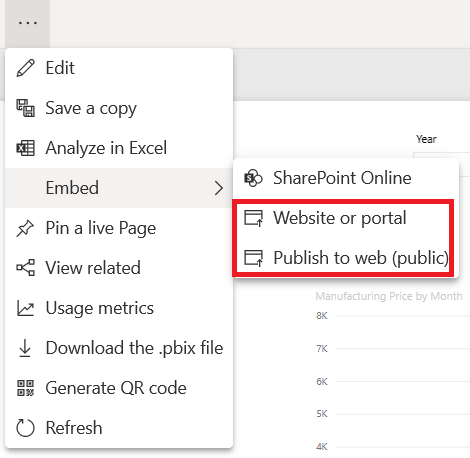 ...
Edit
Save a copy
Analyze in Excel
Embed
Pin a live Page
View related
Usage metrics
Download the .pbix file
Generate QR code
Refresh
SharePoint Online
Website or portal
Publish to web (public)
Year
Manufacturing Price by Month
8K
7K
6K
5K
4K